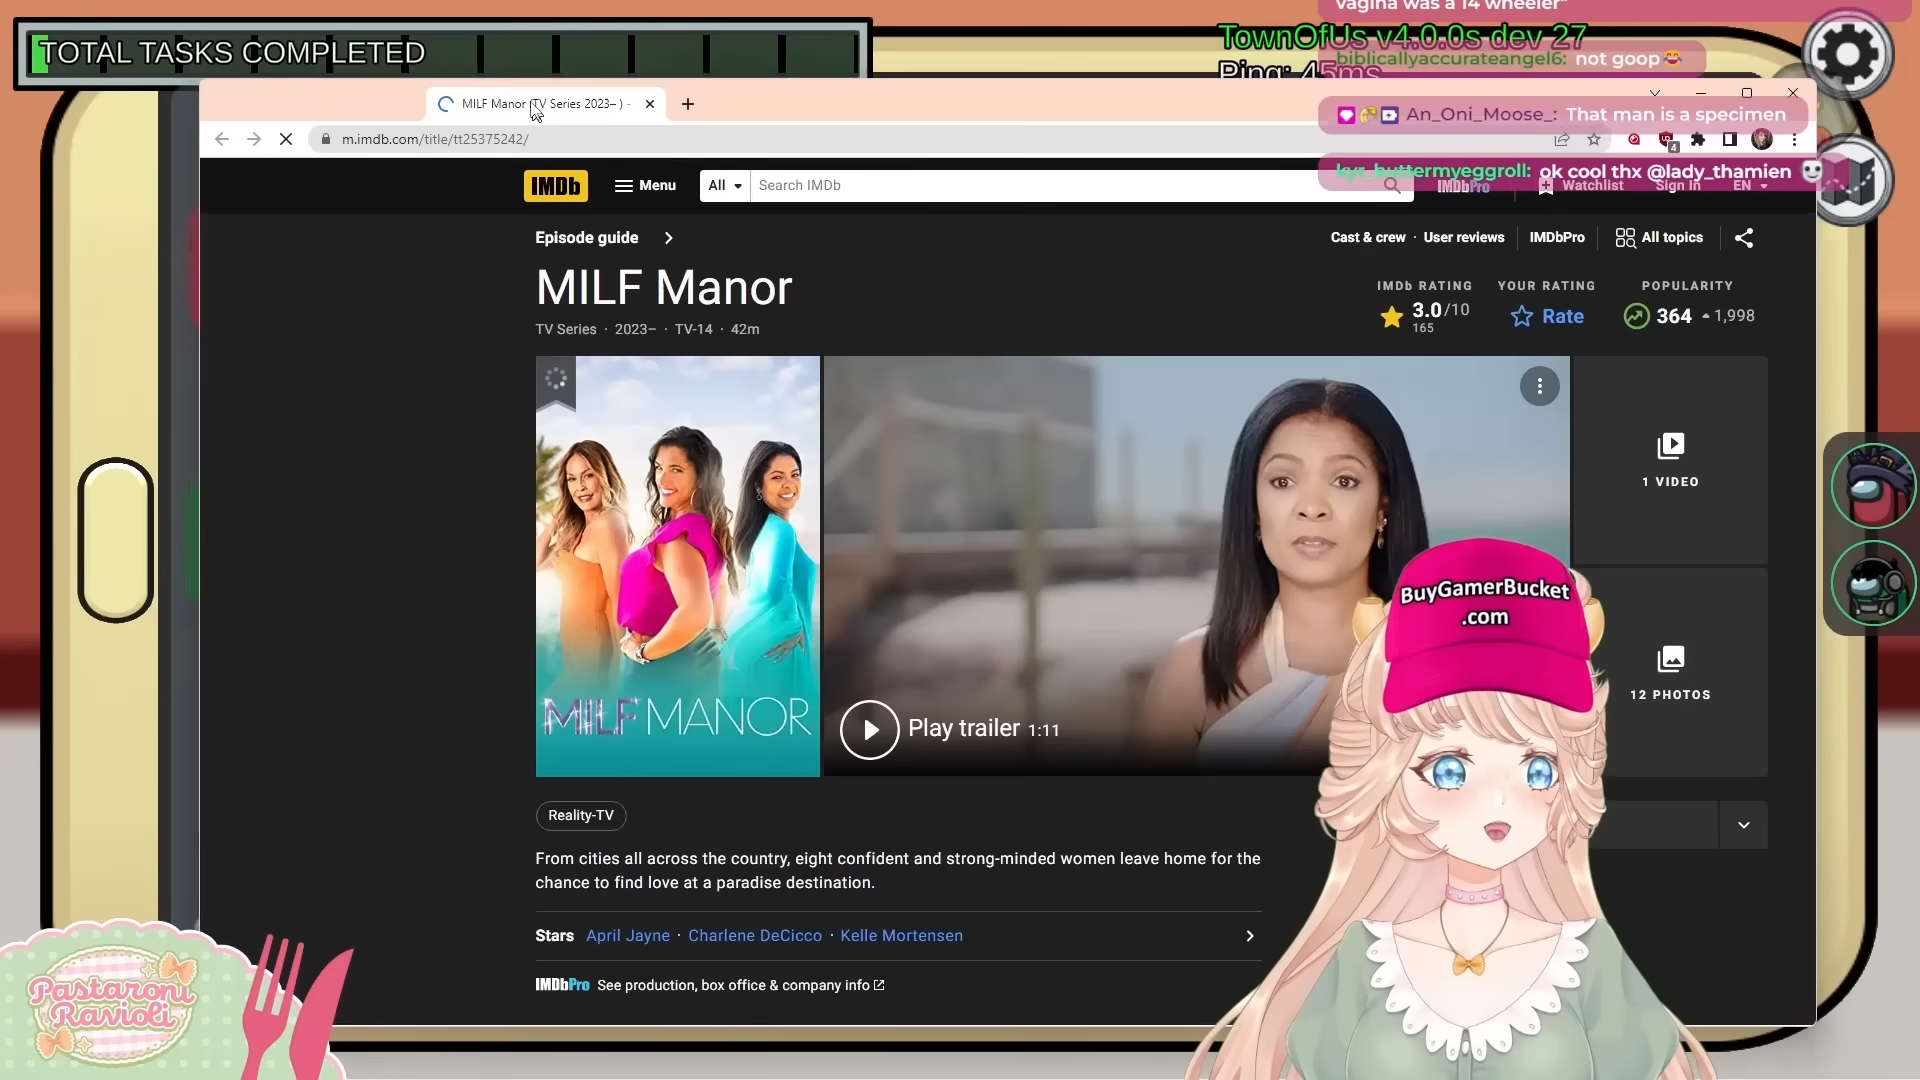 vagina was a 14 wheeler"
TOTAL TASKS COMPLETED
TownOfUs v4.0.0s dev 27
biblicallyaccurateangel6: not goop
Ping: 45ms
MILF Manor (TV Series 2023– ) -
An_Oni_Moose_: That man is a specimen
m.imdb.com/title/tt25375242/
4
kyr_buttermyeggroll: ok cool thx @lady_thamien
IMDb
Menu
All
Search IMDb
IMDbPro
Watchlist
Sign In
EN
Episode guide
Cast & crew · User reviews
IMDbPro
All topics
MILF Manor
IMDb RATING
YOUR RATING
POPULARITY
3.0/10
165
Rate
364
1,998
TV Series · 2023– · TV-14 · 42m
1 VIDEO
BuyGamerBucket
.com
12 PHOTOS
MILF MANOR
Play trailer 1:11
Reality-TV
From cities all across the country, eight confident and strong-minded women leave home for the
chance to find love at a paradise destination.
Stars April Jayne · Charlene DeCicco · Kelle Mortensen
IMDbPro See production, box office & company info
Pastaroni
Ravioli